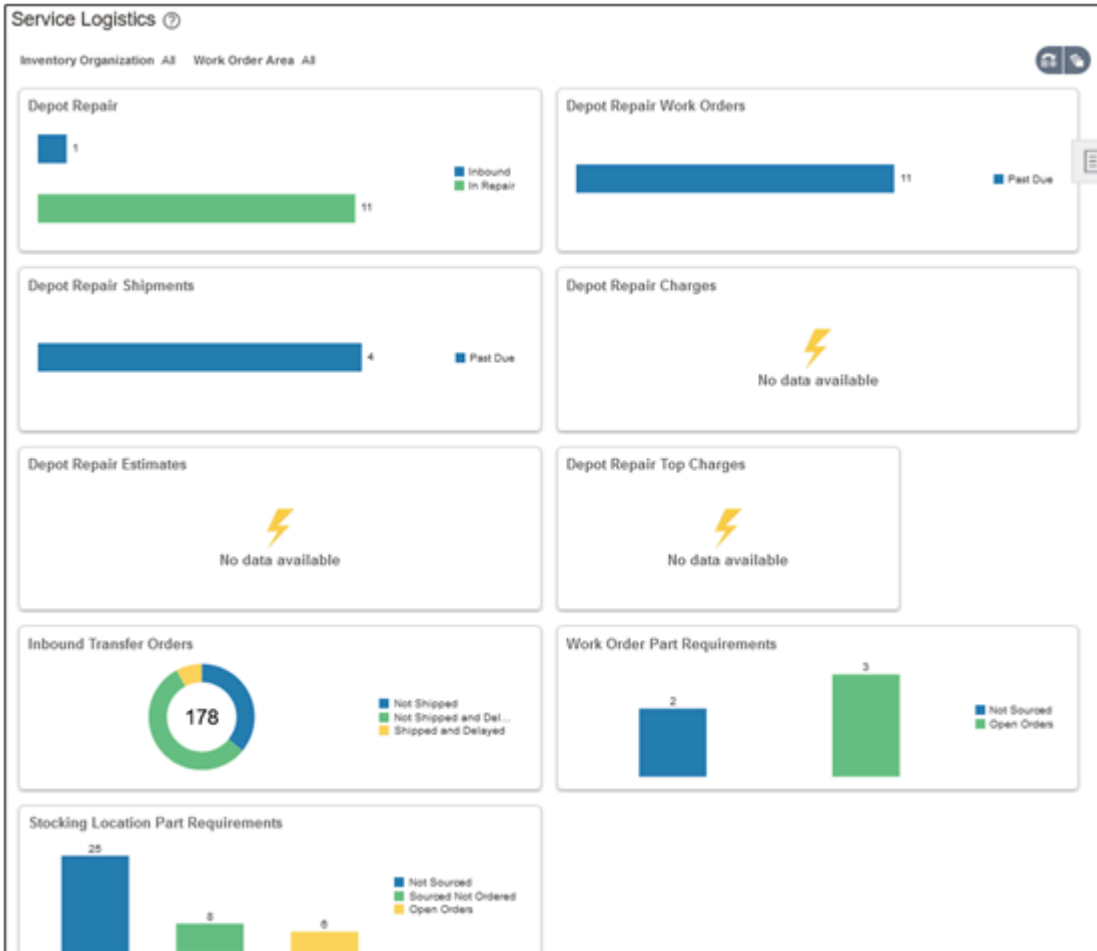 Service Logistics
Inventory Organization All Work Order Area All
Depot Repair
1
11
Inbound
In Repair
Depot Repair Work Orders
11
Past Due
Depot Repair Shipments
4
Past Due
Depot Repair Charges
No data available
Depot Repair Estimates
No data available
Depot Repair Top Charges
No data available
Inbound Transfer Orders
178
Not Shipped
Not Shipped and Del...
Shipped and Delayed
Work Order Part Requirements
2
3
Not Sourced
Open Orders
Stocking Location Part Requirements
25
8
6
Not Sourced
Sourced Not Ordered
Open Orders